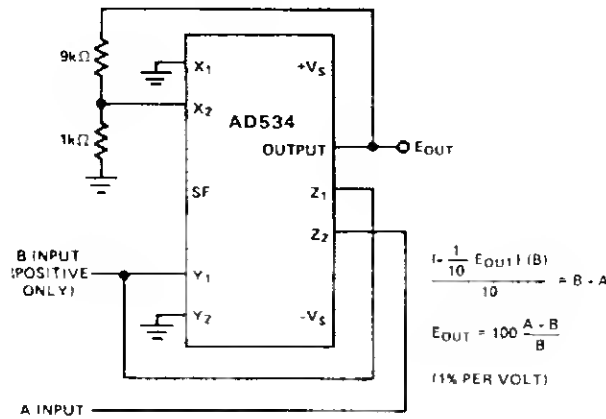 9kΩ
1kΩ
X1
X2
+VS
AD534
OUTPUT
EOUT
SF
Z1
Z2
B INPUT
(POSITIVE
ONLY)
Y1
Y2
-VS
A INPUT
(- 1/10 EOUT) (B) / 10 = B - A
EOUT = 100 A - B / B
(1% PER VOLT)